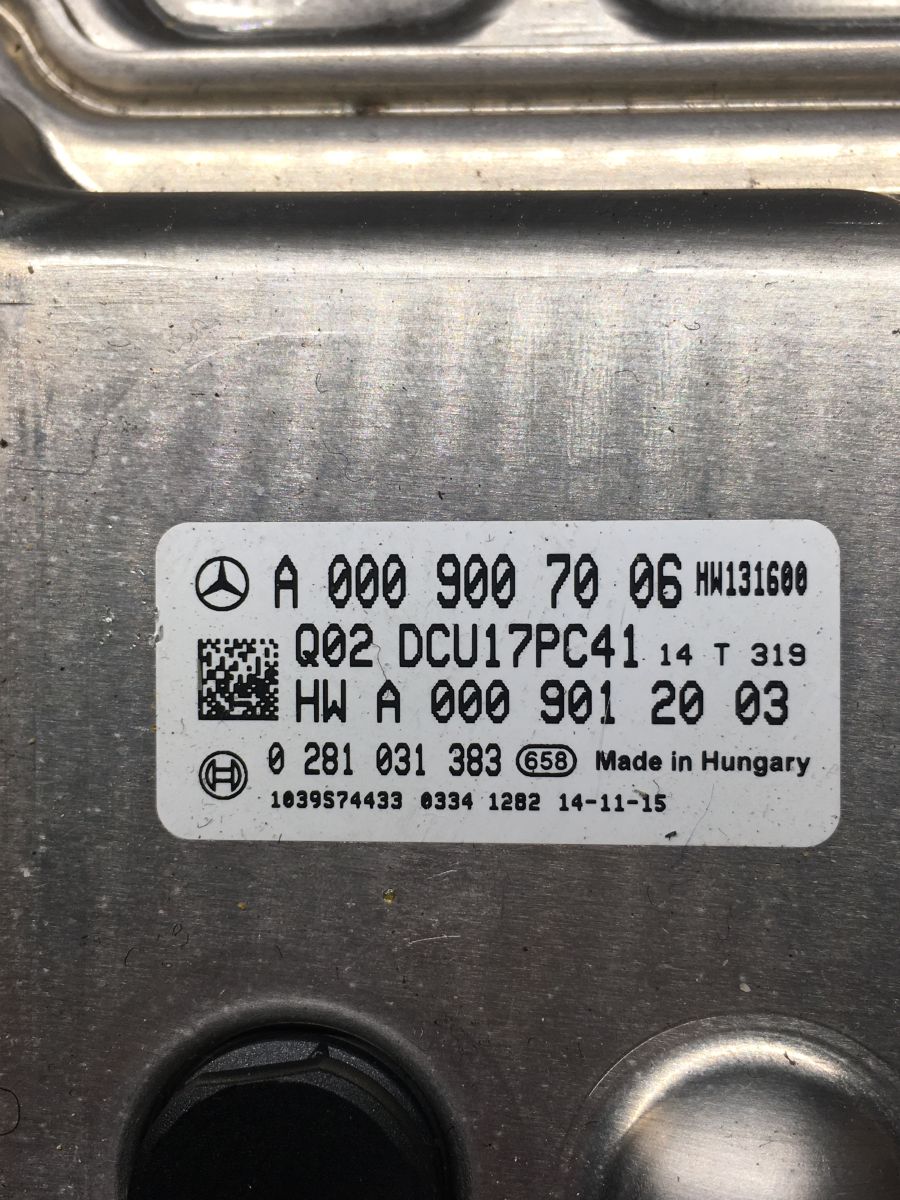 A 000 900 70 06 HW131600
Q02 DCU17PC41 14 T 319
HW A 000 901 20 03
0 281 031 383 658 Made in Hungary
1039S74433 0334 1282 14-11-15